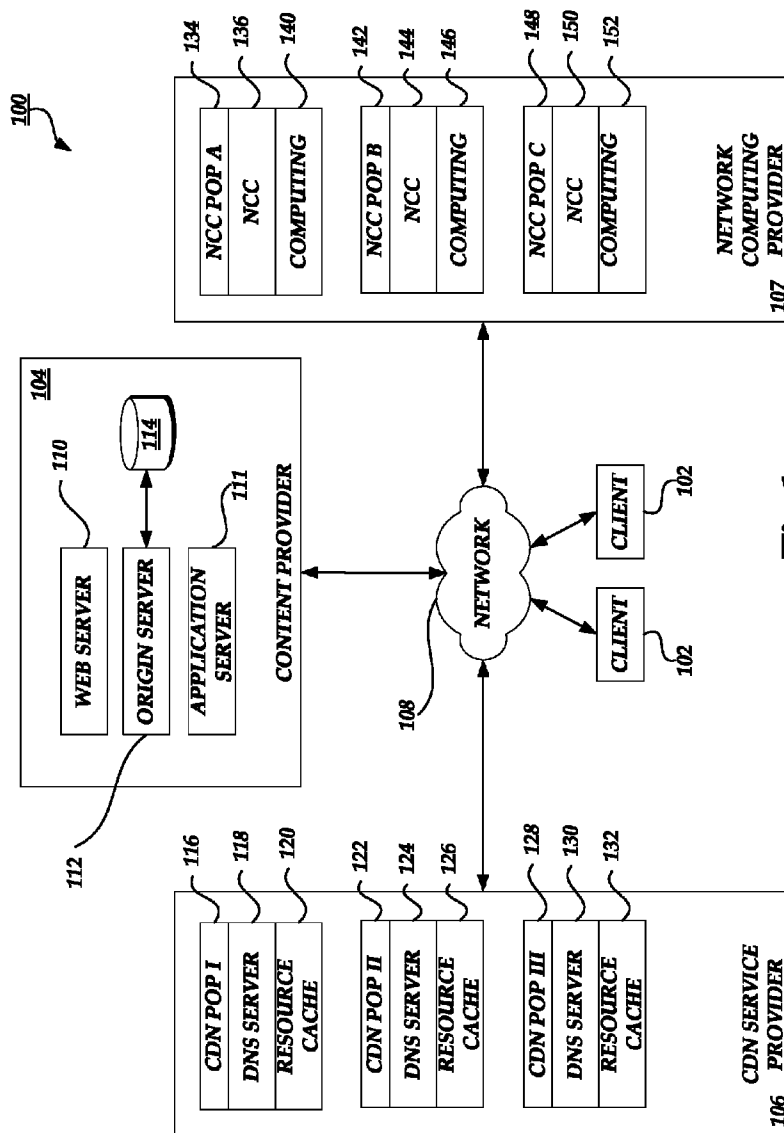 100
104
110
WEB SERVER
ORIGIN SERVER
114
APPLICATION
SERVER
111
CONTENT PROVIDER
112
116
118
120
CDN POP I
DNS SERVER
RESOURCE
CACHE
122
124
126
CDN POP II
DNS SERVER
RESOURCE
CACHE
128
130
132
CDN POP III
DNS SERVER
RESOURCE
CACHE
CDN SERVICE
PROVIDER
106
108
NETWORK
CLIENT
102
CLIENT
102
134
136
140
NCC POP A
NCC
COMPUTING
142
144
146
NCC POP B
NCC
COMPUTING
148
150
152
NCC POP C
NCC
COMPUTING
NETWORK
COMPUTING
PROVIDER
107